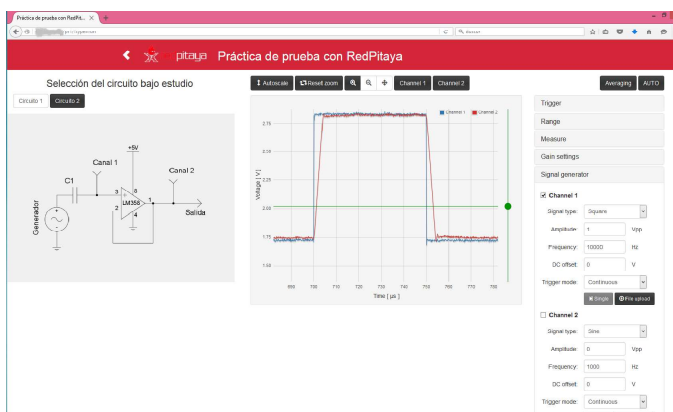 Práctica de prueba con RedPit...
Buscar
pitaya Práctica de prueba con RedPitaya
Selección del circuito bajo estudio
Circuito 1 Circuito 2
+5V
Canal 1
Canal 2
C1
3
8
LM358
1
2
4
Salida
Generador
Autoscale Reset zoom Channel 1 Channel 2
Channel 1 Channel 2
Voltage [ V ]
2.75
2.25
2.00
1.75
1.50
690 700 710 720 730 740 750 760 770 780
Time [ µs ]
Averaging AUTO
Trigger
Range
Measure
Gain settings
Signal generator
Channel 1
Signal type: Square
Amplitude: 1 Vpp
Frequency: 10000 Hz
DC offset: 0 V
Trigger mode: Continuous
Single File upload
Channel 2
Signal type: Sine
Amplitude: 0 Vpp
Frequency: 1000 Hz
DC offset: 0 V
Trigger mode: Continuous